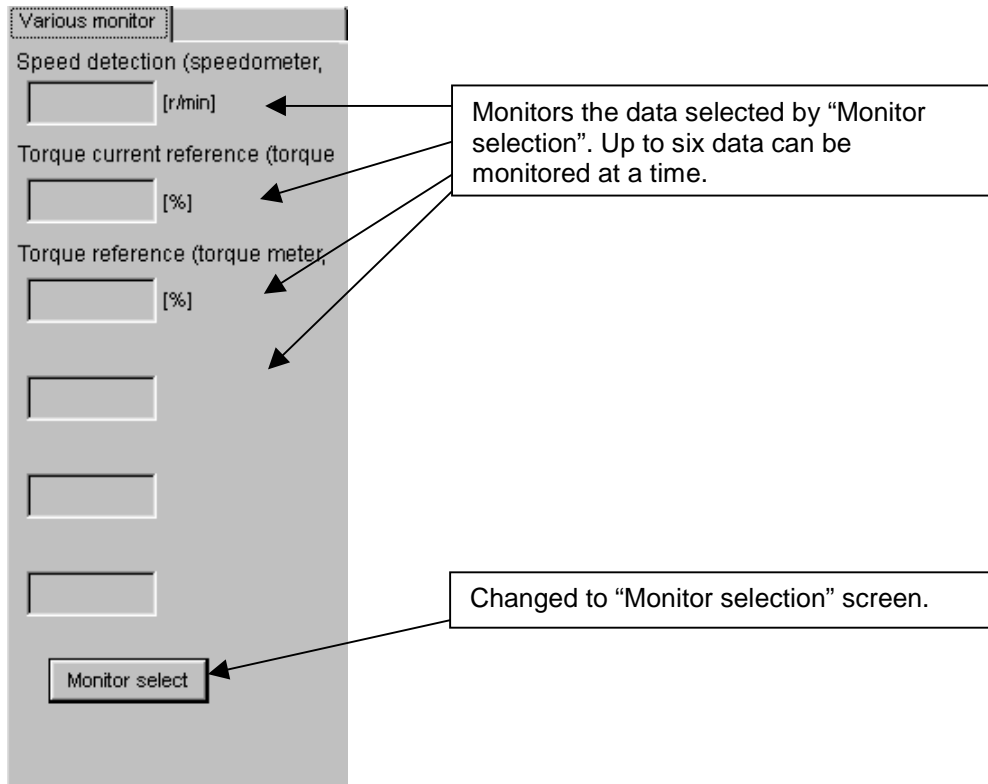 Various monitor
Speed detection (speedometer,
[r/min]
Torque current reference (torque
[%]
Torque reference (torque meter,
[%]
Monitor select
Monitors the data selected by “Monitor
selection”. Up to six data can be
monitored at a time.
Changed to “Monitor selection” screen.